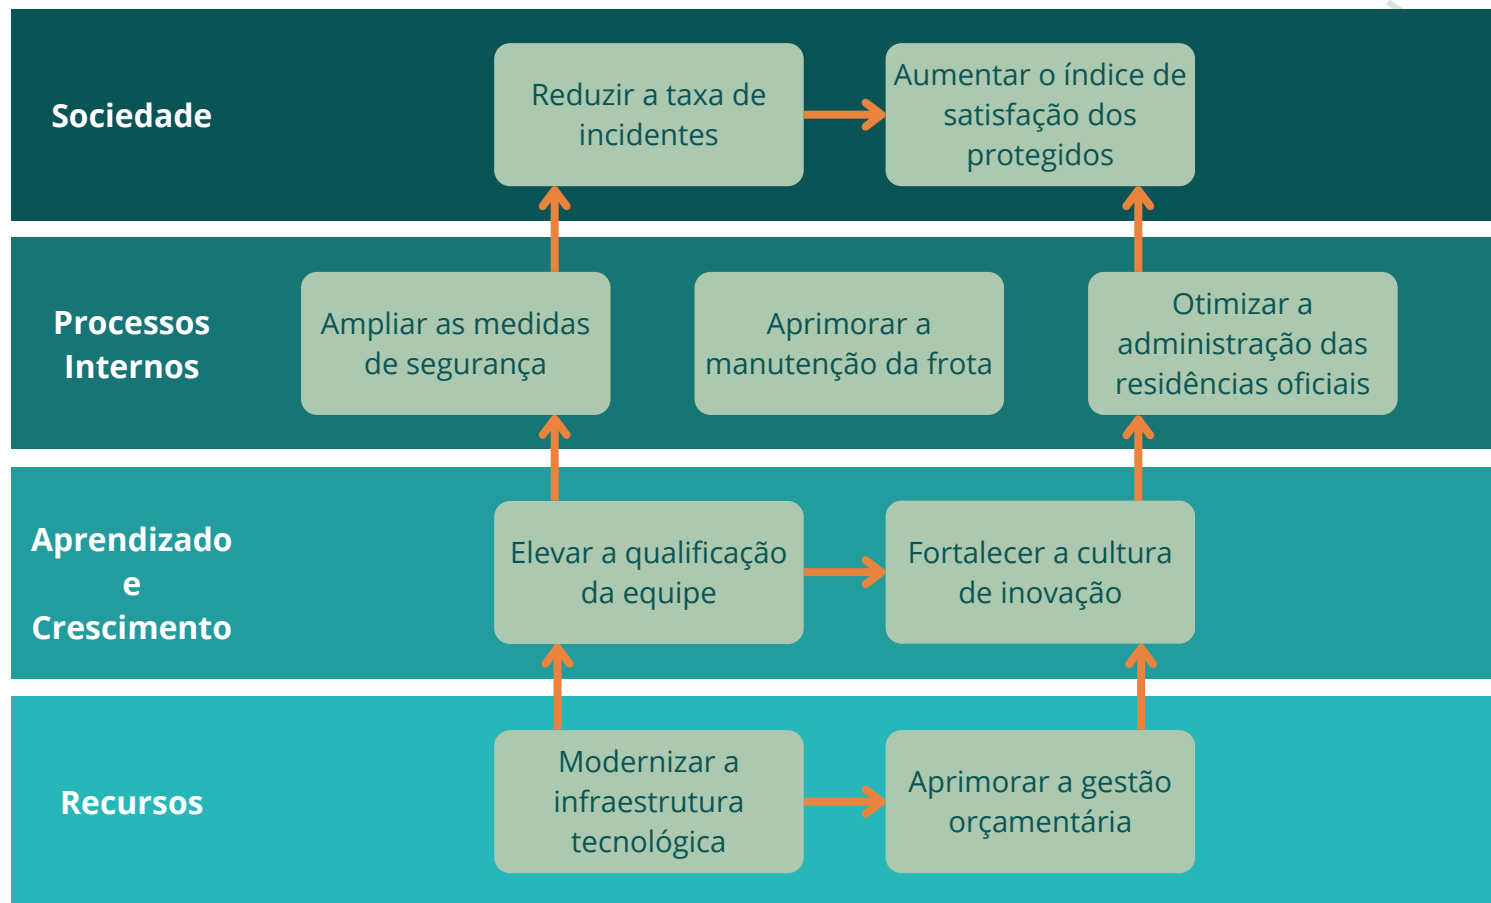 Sociedade
Reduzir a taxa de
incidentes
Aumentar o índice de
satisfação dos
protegidos
Processos
Internos
Ampliar as medidas
de segurança
Aprimorar a
manutenção da frota
Otimizar a
administração das
residências oficiais
Aprendizado
e
Crescimento
Elevar a qualificação
da equipe
Fortalecer a cultura
de inovação
Recursos
Modernizar a
infraestrutura
tecnológica
Aprimorar a gestão
orçamentária